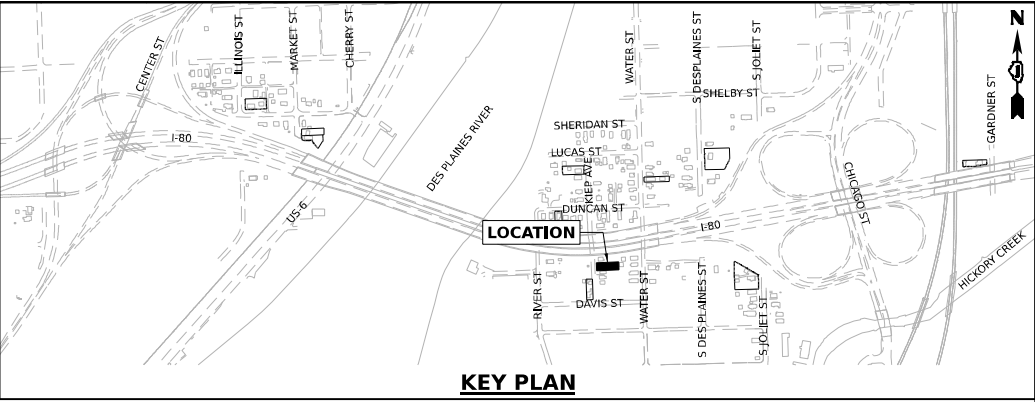 N
CENTER ST
ILLINOIS ST
MARKET ST
CHERRY ST
WATER ST
S DESPLAINES ST
S JOLIET ST
SHELBY ST
GARDNER ST
I-80
DES PLAINES RIVER
SHERIDAN ST
LUCAS ST
KIEP AVE
CHICAGO ST
US-6
DUNCAN ST
LOCATION
I-80
HICKORY CREEK
RIVER ST
DAVIS ST
WATER ST
S DES PLAINES ST
S JOLIET ST
KEY PLAN